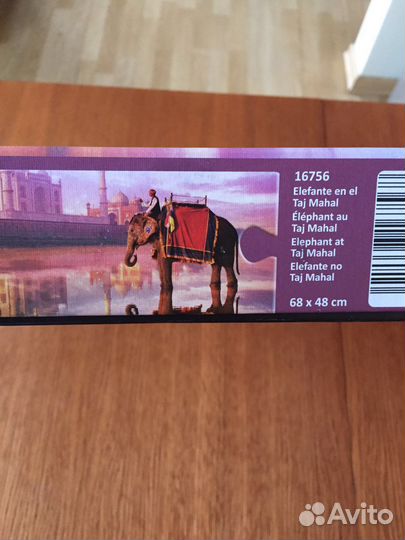 16756
Elefante en el
Taj Mahal
Éléphant au
Taj Mahal
Elephant at
Taj Mahal
Elefante no
Taj Mahal
68 x 48 cm
Avito